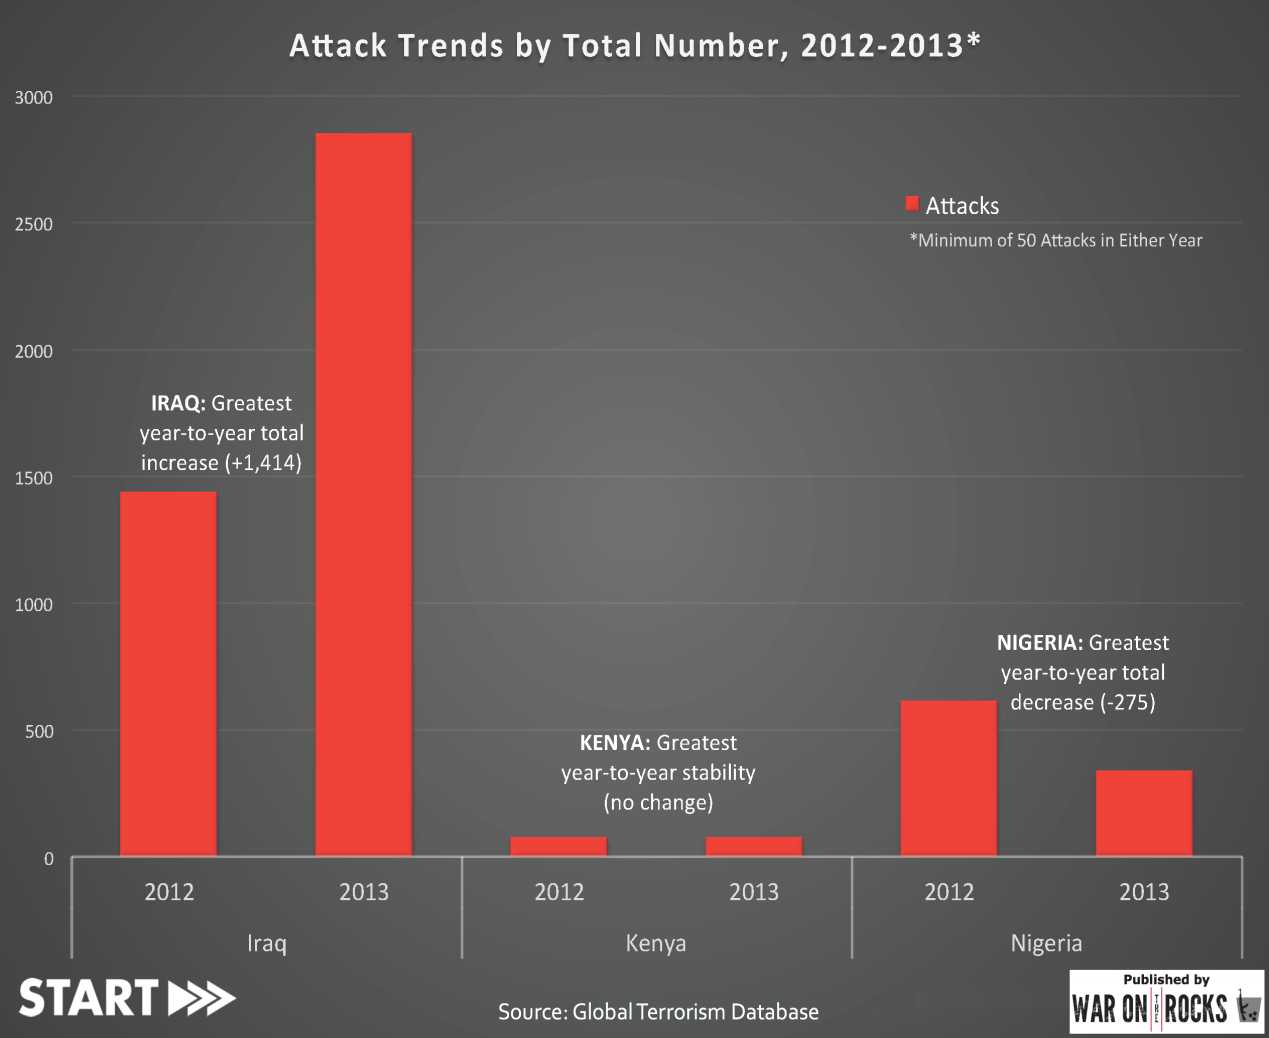 Attack Trends by Total Number, 2012-2013*
3000
2500
2000
1500
1000
500
0
Attacks
*Minimum of 50 Attacks in Either Year
IRAQ: Greatest
year-to-year total
increase (+1,414)
KENYA: Greatest
year-to-year stability
(no change)
NIGERIA: Greatest
year-to-year total
decrease (-275)
2012 2013 2012 2013 2012 2013
Iraq Kenya Nigeria
START
Source: Global Terrorism Database
Published by
WAR ON THE ROCKS